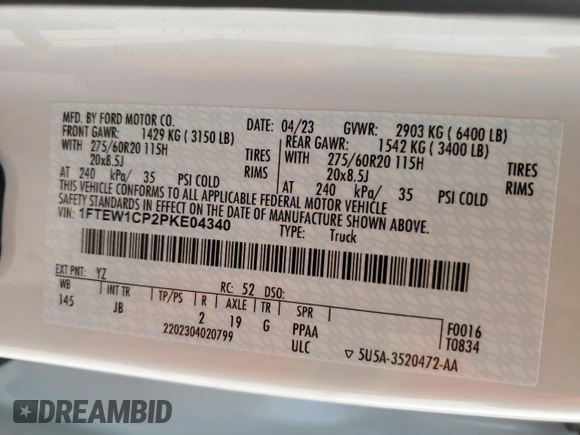 MFD. BY FORD MOTOR CO.
DATE: 04/23 GVWR: 2903 KG ( 6400 LB)
FRONT GAWR: 1429 KG ( 3150 LB)
REAR GAWR: 1542 KG ( 3400 LB)
WITH 275/60R20 115H TIRES
WITH 275/60R20 115H TIRES
20x8.5J RIMS
20x8.5J RIMS
AT 240 kPa/ 35 PSI COLD
AT 240 kPa/ 35 PSI COLD
THIS VEHICLE CONFORMS TO ALL APPLICABLE FEDERAL MOTOR VEHICLE
SAFETY STANDARDS IN EFFECT ON THE DATE OF MANUFACTURE SHOWN ABOVE.
VIN: 1FTEW1CP2PKE04340
TYPE: Truck
EXT PNT: YZ RC: 52 DSO:
WB INT TR TP/PS R AXLE TR SPR
145 JB 2 19 G PPAA
F0016
T0834
2202304020799 ULC ▽ 5U5A-3520472-AA
DREAMBID